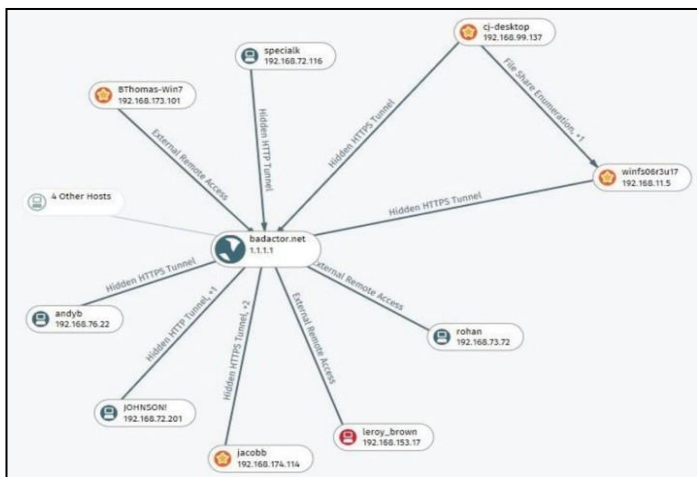 cj-desktop
192.168.99.137
specialk
192.168.72.116
BThomas-Win7
192.168.173.101
File Share Enumeration, +1
Hidden HTTP Tunnel
Hidden HTTPS Tunnel
External Remote Access
winfs06r3u17
192.168.11.5
4 Other Hosts
Hidden HTTPS Tunnel
badactor.net
1.1.1.1
Hidden HTTPS Tunnel
External Remote Access
andyb
192.168.76.22
Hidden HTTP Tunnel, +1
Hidden HTTPS Tunnel, +2
External Remote Access
rohan
192.168.73.72
JOHNSON!
192.168.72.201
leroy_brown
192.168.153.17
jacobb
192.168.174.114